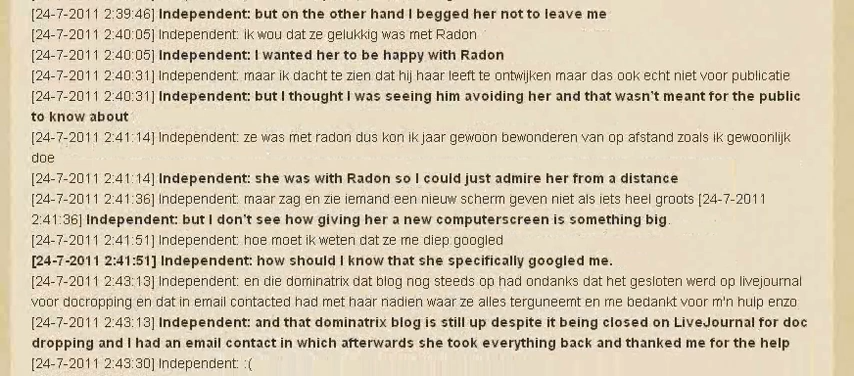 [24-7-2011 2:39:46] Independent: but on the other hand I begged her not to leave me
[24-7-2011 2:40:05] Independent: ik wou dat ze gelukkig was met Radon
[24-7-2011 2:40:05] Independent: I wanted her to be happy with Radon
[24-7-2011 2:40:31] Independent: maar ik dacht te zien dat hij haar leeft te ontwijken maar das ook echt niet voor publicatie
[24-7-2011 2:40:31] Independent: but I thought I was seeing him avoiding her and that wasn't meant for the public
to know about
[24-7-2011 2:41:14] Independent: ze was met radon dus kon ik jaar gewoon bewonderen van op afstand zoals ik gewoonlijk
doe
[24-7-2011 2:41:14] Independent: she was with Radon so I could just admire her from a distance
[24-7-2011 2:41:36] Independent: maar zag en zie iemand een nieuw scherm geven niet als iets heel groots [24-7-2011
2:41:36] Independent: but I don't see how giving her a new computerscreen is something big.
[24-7-2011 2:41:51] Independent: hoe moet ik weten dat ze me diep googled
[24-7-2011 2:41:51] Independent: how should I know that she specifically googled me.
[24-7-2011 2:43:13] Independent: en die dominatrix dat blog nog steeds op had ondanks dat het gesloten werd op livejournal
voor docropping en dat in email contacted had met haar nadien waar ze alles terguneemt en me bedankt voor m'n hulp enzo
[24-7-2011 2:43:13] Independent: and that dominatrix blog is still up despite it being closed on LiveJournal for doc
dropping and I had an email contact in which afterwards she took everything back and thanked me for the help
[24-7-2011 2:43:30] Independent: :(